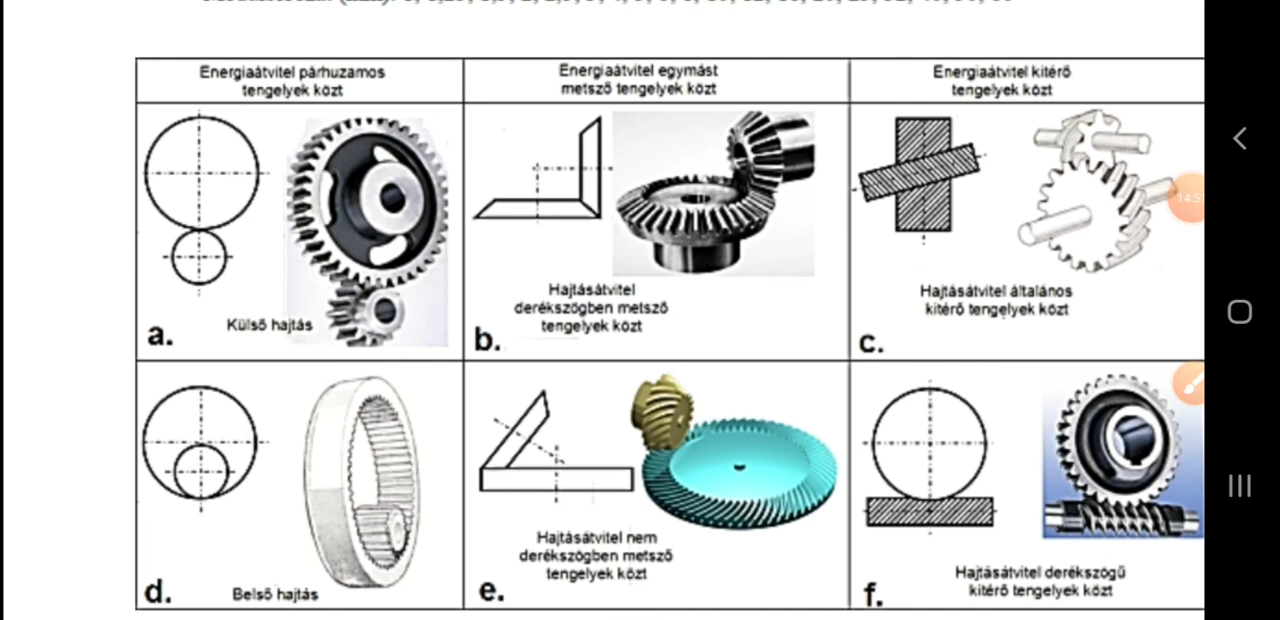 Energiaátvitel párhuzamos
tengelyek közt
Energiaátvitel egymást
metsző tengelyek közt
Energiaátvitel kitérő
tengelyek közt
a.
Külső hajtás
b.
Hajtásátvitel
derékszögben metsző
tengelyek közt
c.
Hajtásátvitel általános
kitérő tengelyek közt
d.
Belső hajtás
e.
Hajtásátvitel nem
derékszögben metsző
tengelyek közt
f.
Hajtásátvitel derékszögű
kitérő tengelyek közt